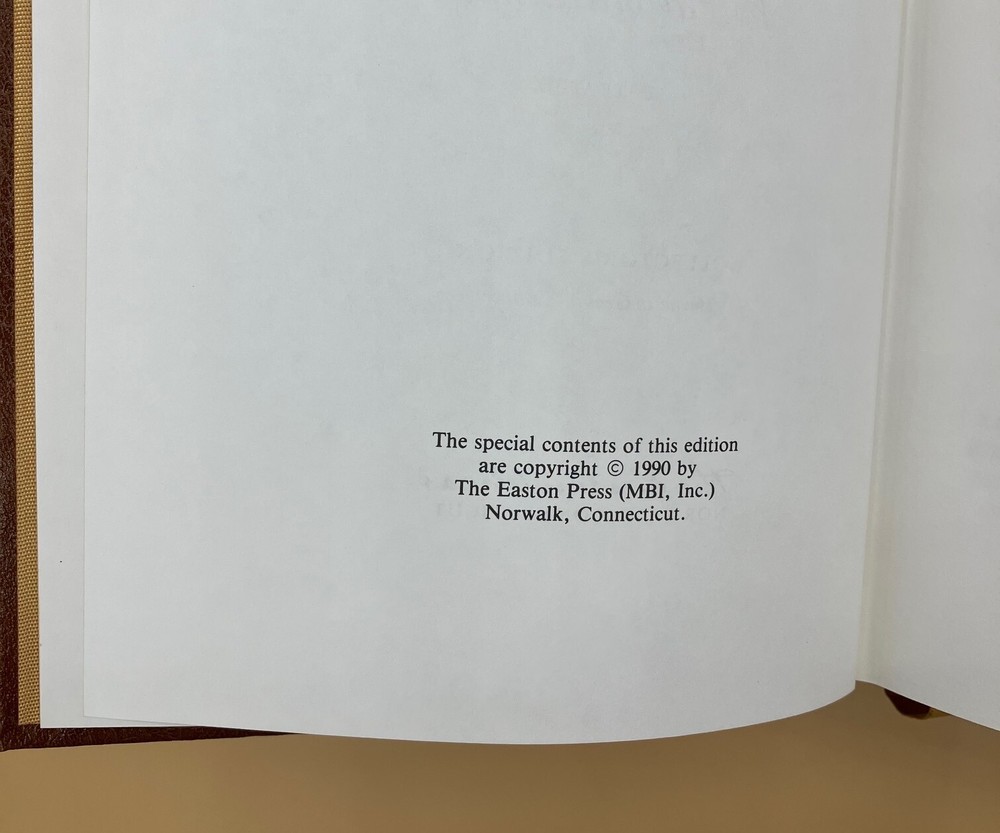 The special contents of this edition
are copyright © 1990 by
The Easton Press (MBI, Inc.)
Norwalk, Connecticut.